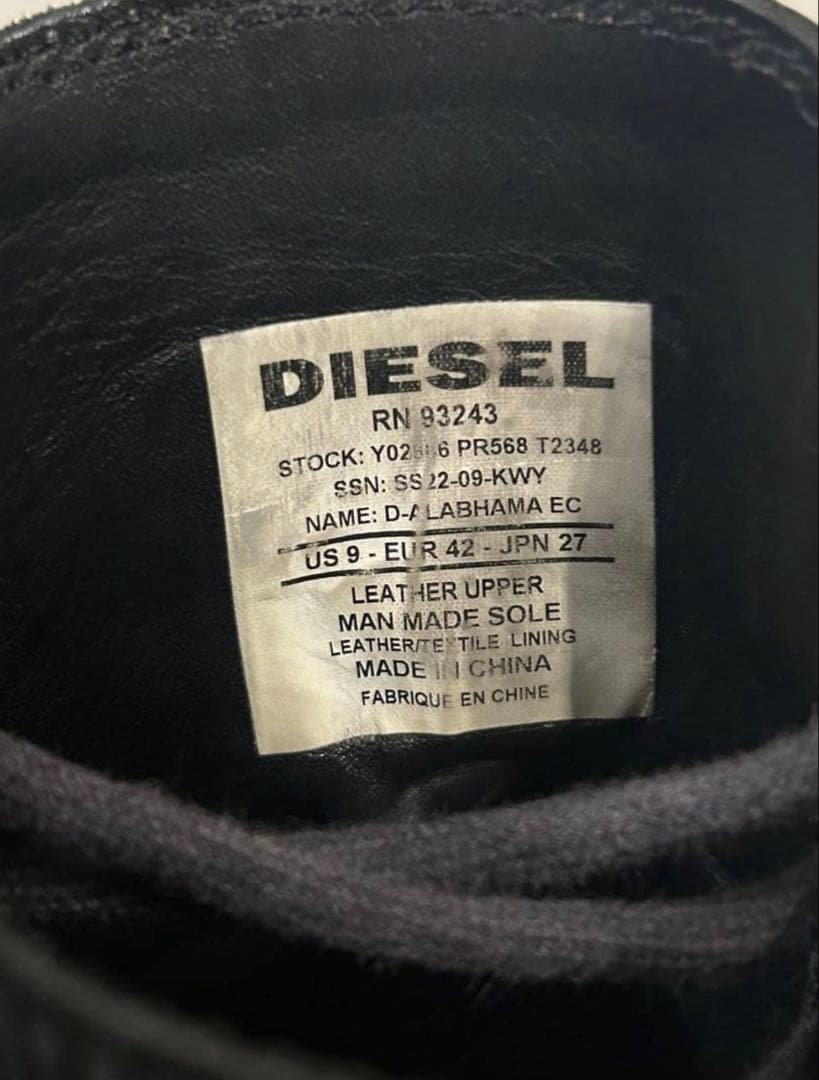 DIESEL
RN 93243
STOCK: PR568 T2348
SSN: SS22-09-KWY
NAME: D-ALABHAMA EC
US 9 - EUR 42 - JPN 27
LEATHER UPPER
MAN MADE SOLE
LEATHER/TEXTILE LINING
MADE IN CHINA
FABRIQUE EN CHINE